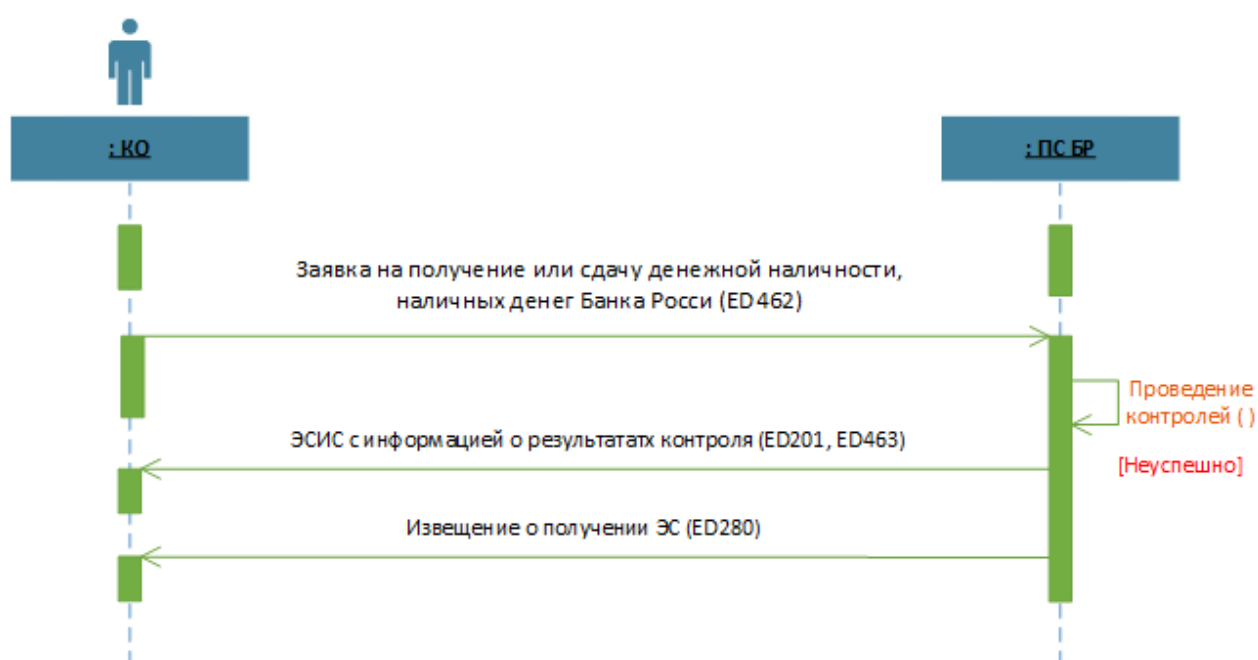 : КО
: ПС БР
Заявка на получение или сдачу денежной наличности,
наличных денег Банка Росси (ED462)
Проведение
контролей ( )
ЭСИС с информацией о результататх контроля (ED201, ED463)
[Неуспешно]
Извещение о получении ЭС (ED280)